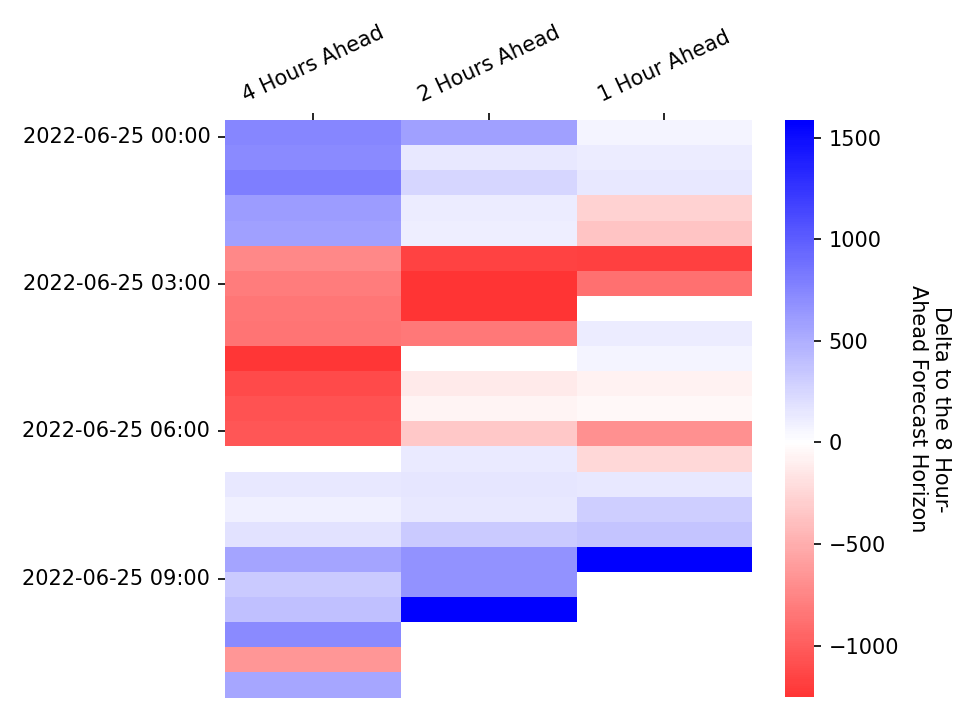 4 Hours Ahead
2 Hours Ahead
1 Hour Ahead
2022-06-25 00:00
2022-06-25 03:00
2022-06-25 06:00
2022-06-25 09:00
1500
1000
500
0
−500
−1000
Delta to the 8 Hour-
Ahead Forecast Horizon